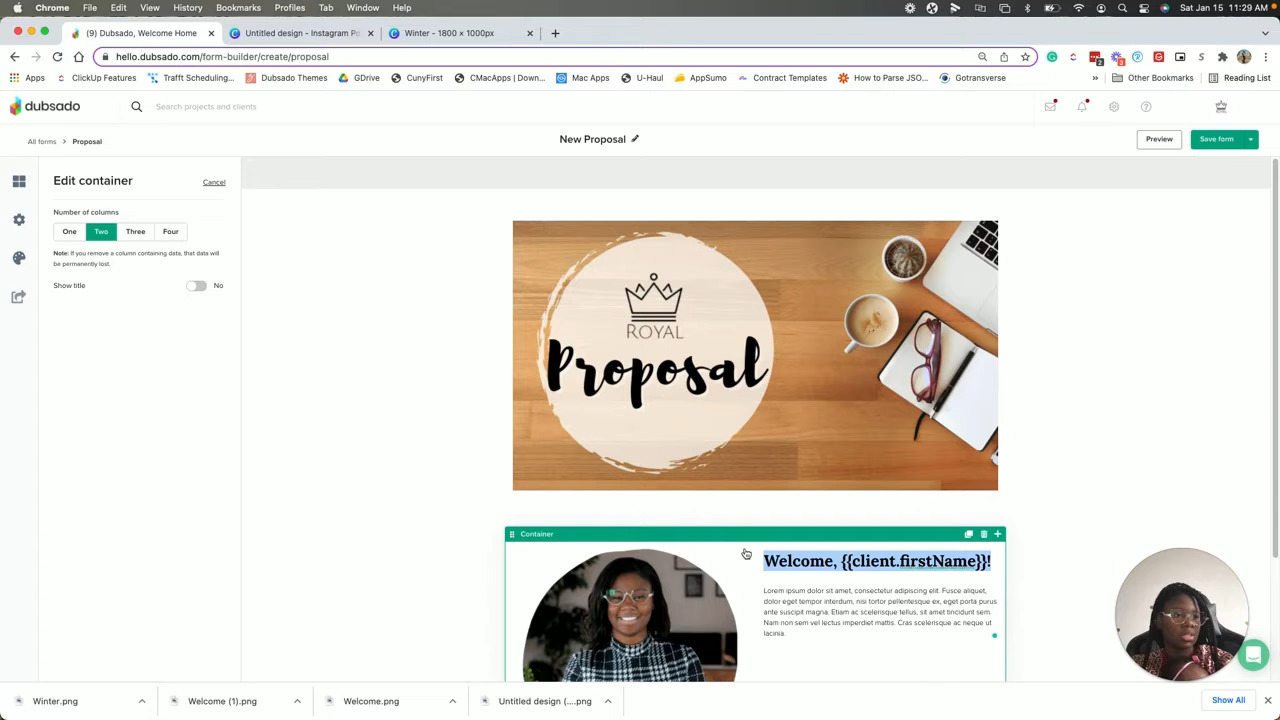 Chrome File Edit View History Bookmarks Profiles Tab Window Help
Sat Jan 15 11:29 AM
(9) Dubsado, Welcome Home
Untitled design - Instagram Po
Winter - 1800 x 1000px
hello.dubsado.com/form-builder/create/proposal
Apps ClickUp Features Trafft Scheduling... Dubsado Themes GDrive CunyFirst CMacApps | Down... Mac Apps U-Haul AppSumo Contract Templates How to Parse JSO... Gotransverse » Other Bookmarks Reading List
dubsado
Search projects and clients
All forms > Proposal
New Proposal
Preview
Save form
Edit container
Cancel
Number of columns
One Two Three Four
Note: If you remove a column containing data, that data will
be permanently lost.
Show title
No
ROYAL
Proposal
Container
Welcome, {{client.firstName}}!
Lorem ipsum dolor sit amet, consectetur adipiscing elit. Fusce aliquet,
dolor eget tempor interdum, nisi tortor pellentesque ex, eget porta purus
ante suscipit magna. Etiam ac scelerisque tellus, sit amet tincidunt sem.
Nam non sem vel lectus imperdiet mattis. Cras scelerisque ac neque ut
lacinia.
Winter.png
Welcome (1).png
Welcome.png
Untitled design (....png
Show All